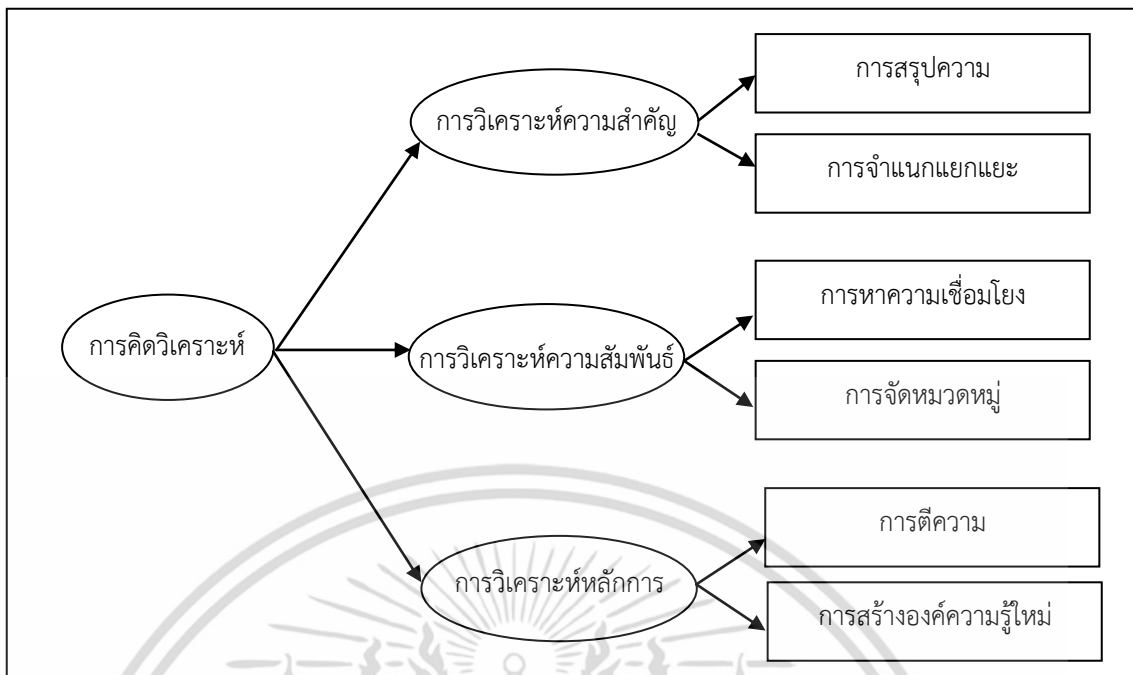 การสรุปความ
การวิเคราะห์ความสำคัญ
การจำแนกแยกแยะ
การหาความเชื่อมโยง
การคิดวิเคราะห์
การวิเคราะห์ความสัมพันธ์
การจัดหมวดหมู่
การตีความ
การวิเคราะห์หลักการ
การสร้างองค์ความรู้ใหม่